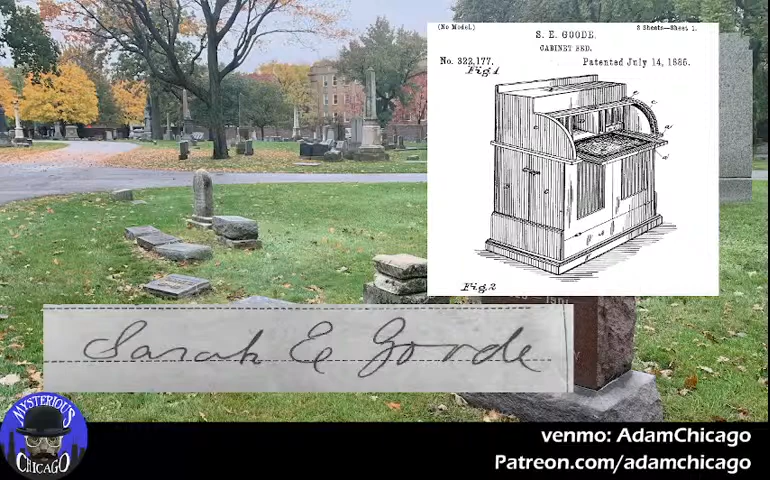 (No Model.) 2 Sheets—Sheet 1.
S. E. GOODE.
CABINET BED.
No. 322,177. Patented July 14, 1885.
Fig. 1
Fig. 2
Sarah E Goode
MYSTERIOUS
CHICAGO
venmo: AdamChicago
Patreon.com/adamchicago